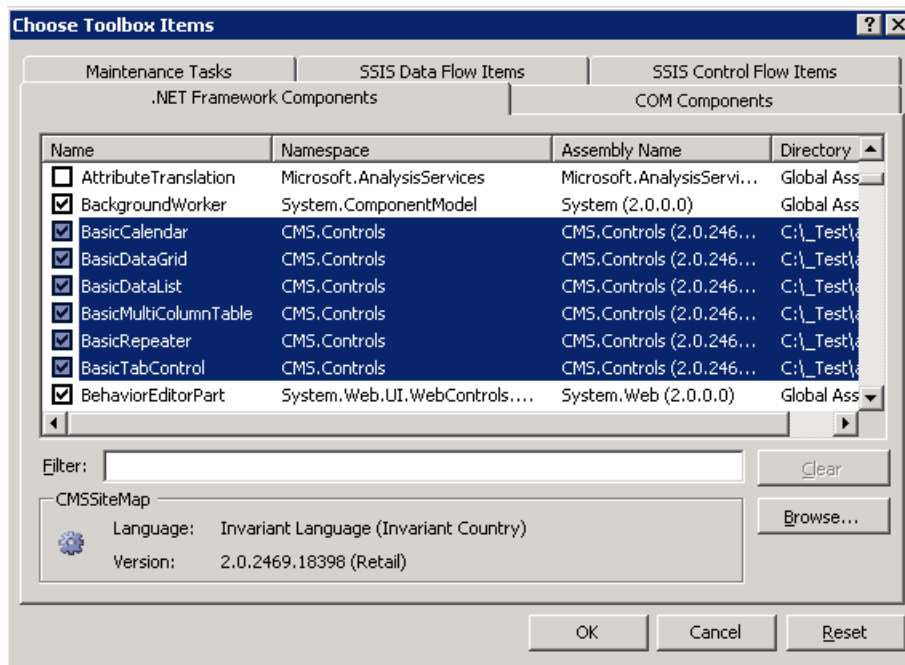 Choose Toolbox Items
Maintenance Tasks SSIS Data Flow Items SSIS Control Flow Items
.NET Framework Components COM Components
Name Namespace Assembly Name Directory
AttributeTranslation Microsoft.AnalysisServices Microsoft.AnalysisServi... Global Ass
BackgroundWorker System.ComponentModel System (2.0.0.0) Global Ass
BasicCalendar CMS.Controls CMS.Controls (2.0.246... C:\_Test\a
BasicDataGrid CMS.Controls CMS.Controls (2.0.246... C:\_Test\a
BasicDataList CMS.Controls CMS.Controls (2.0.246... C:\_Test\a
BasicMultiColumnTable CMS.Controls CMS.Controls (2.0.246... C:\_Test\a
BasicRepeater CMS.Controls CMS.Controls (2.0.246... C:\_Test\a
BasicTabControl CMS.Controls CMS.Controls (2.0.246... C:\_Test\a
BehaviorEditorPart System.Web.UI.WebControls.... System.Web (2.0.0.0) Global Ass
Filter: Clear
CMSSiteMap
Browse...
Language: Invariant Language (Invariant Country)
Version: 2.0.2469.18398 (Retail)
OK Cancel Reset